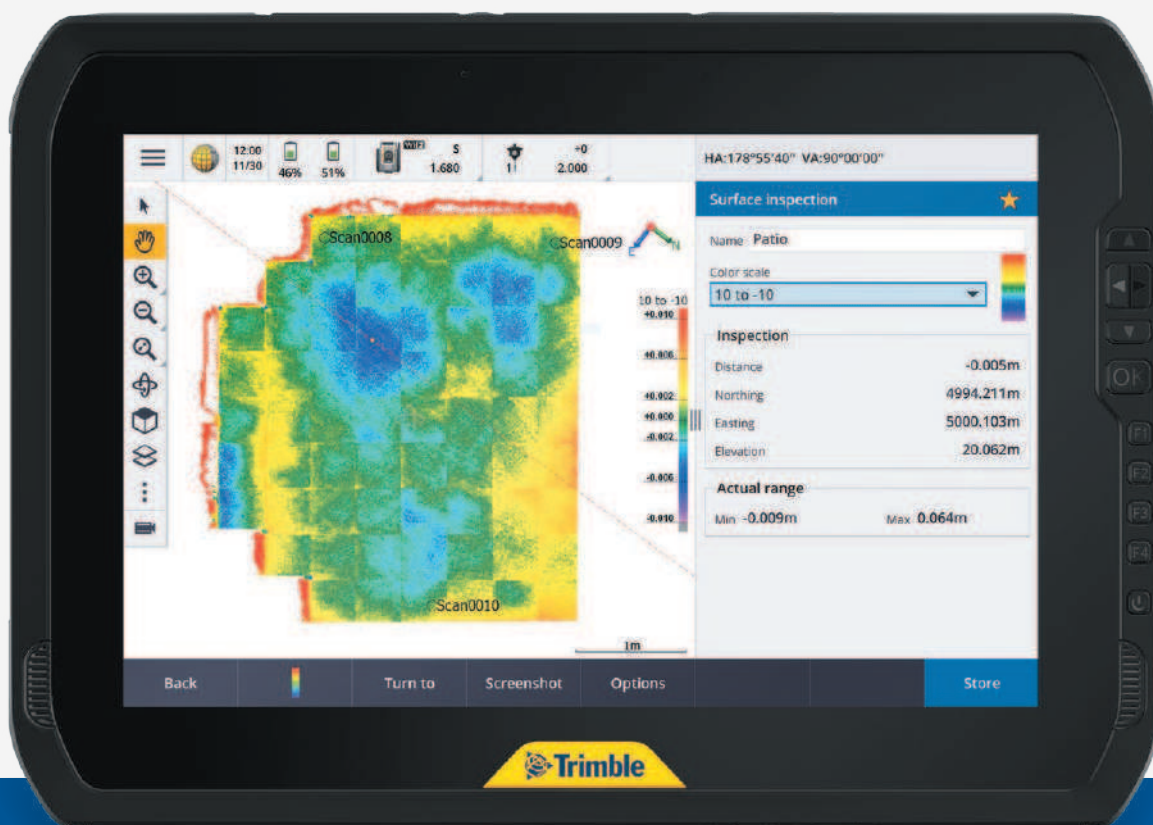 12:00
11/30
46%
51%
WIFI
S
1.680
11
+0
2.000
HA:178°55'40" VA:90°00'00"
Surface inspection
Name Patio
Color scale
10 to -10
Inspection
Distance -0.005m
Northing 4994.211m
Easting 5000.103m
Elevation 20.062m
Actual range
Min -0.009m Max 0.064m
Scan0008
Scan0009
N
E
10 to -10
+0.010
+0.006
+0.002
+0.000
-0.002
-0.006
-0.010
Scan0010
1m
Back
Turn to
Screenshot
Options
Store
OK
F1
F2
F3
F4
Trimble